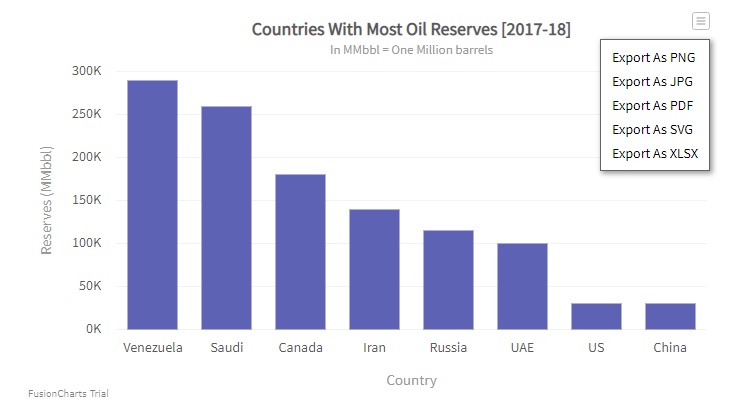 Countries With Most Oil Reserves [2017-18]
In MMbbl = One Million barrels
Export As PNG
Export As JPG
Export As PDF
Export As SVG
Export As XLSX
Reserves (MMbbl)
300K
250K
200K
150K
100K
50K
0K
Venezuela Saudi Canada Iran Russia UAE US China
Country
FusionCharts Trial